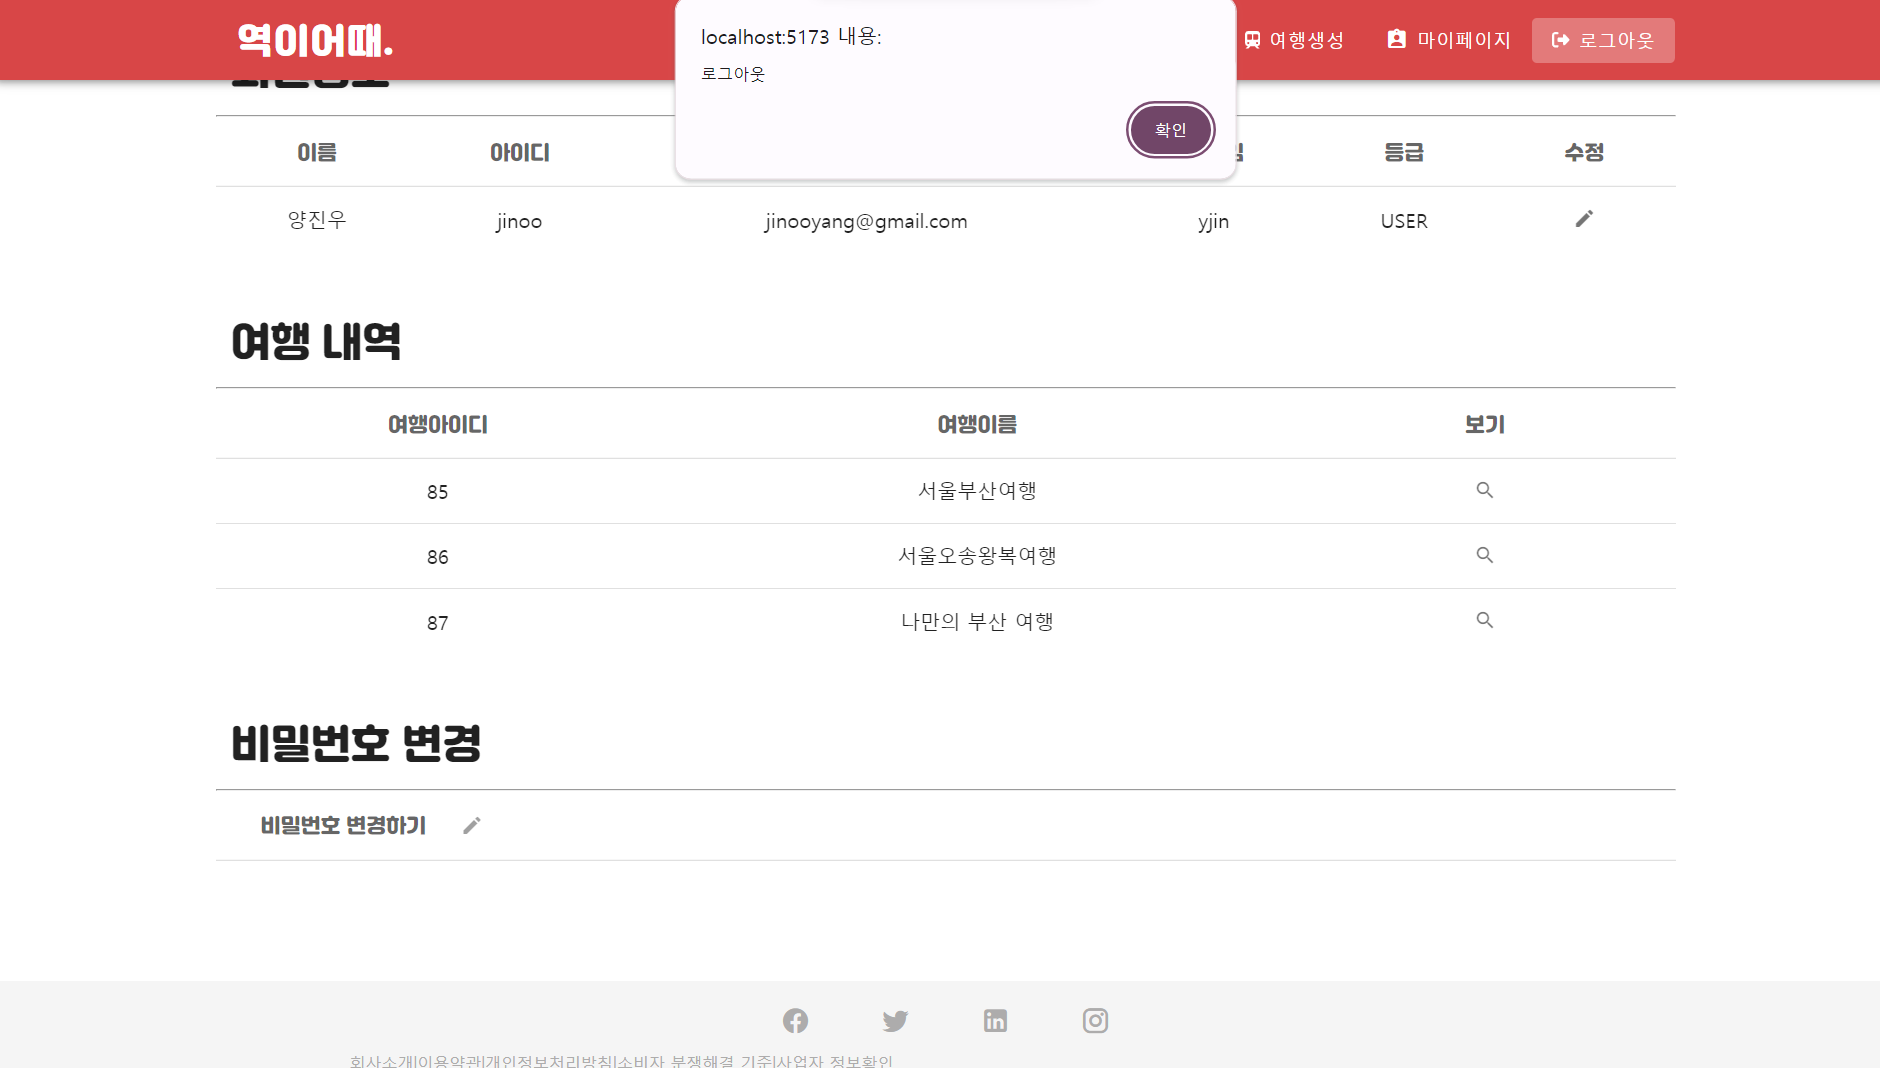 역이어때.
여행생성
마이페이지
로그아웃
localhost:5173 내용:
로그아웃
확인
이름
아이디
등급
수정
양진우
jinoo
jinooyang@gmail.com
yjin
USER
여행 내역
여행아이디
여행이름
보기
85
서울부산여행
86
서울오송왕복여행
87
나만의 부산 여행
비밀번호 변경
비밀번호 변경하기
회사소개|이용약관|개인정보처리방침|소비자 분쟁해결 기준|사업자 정보확인